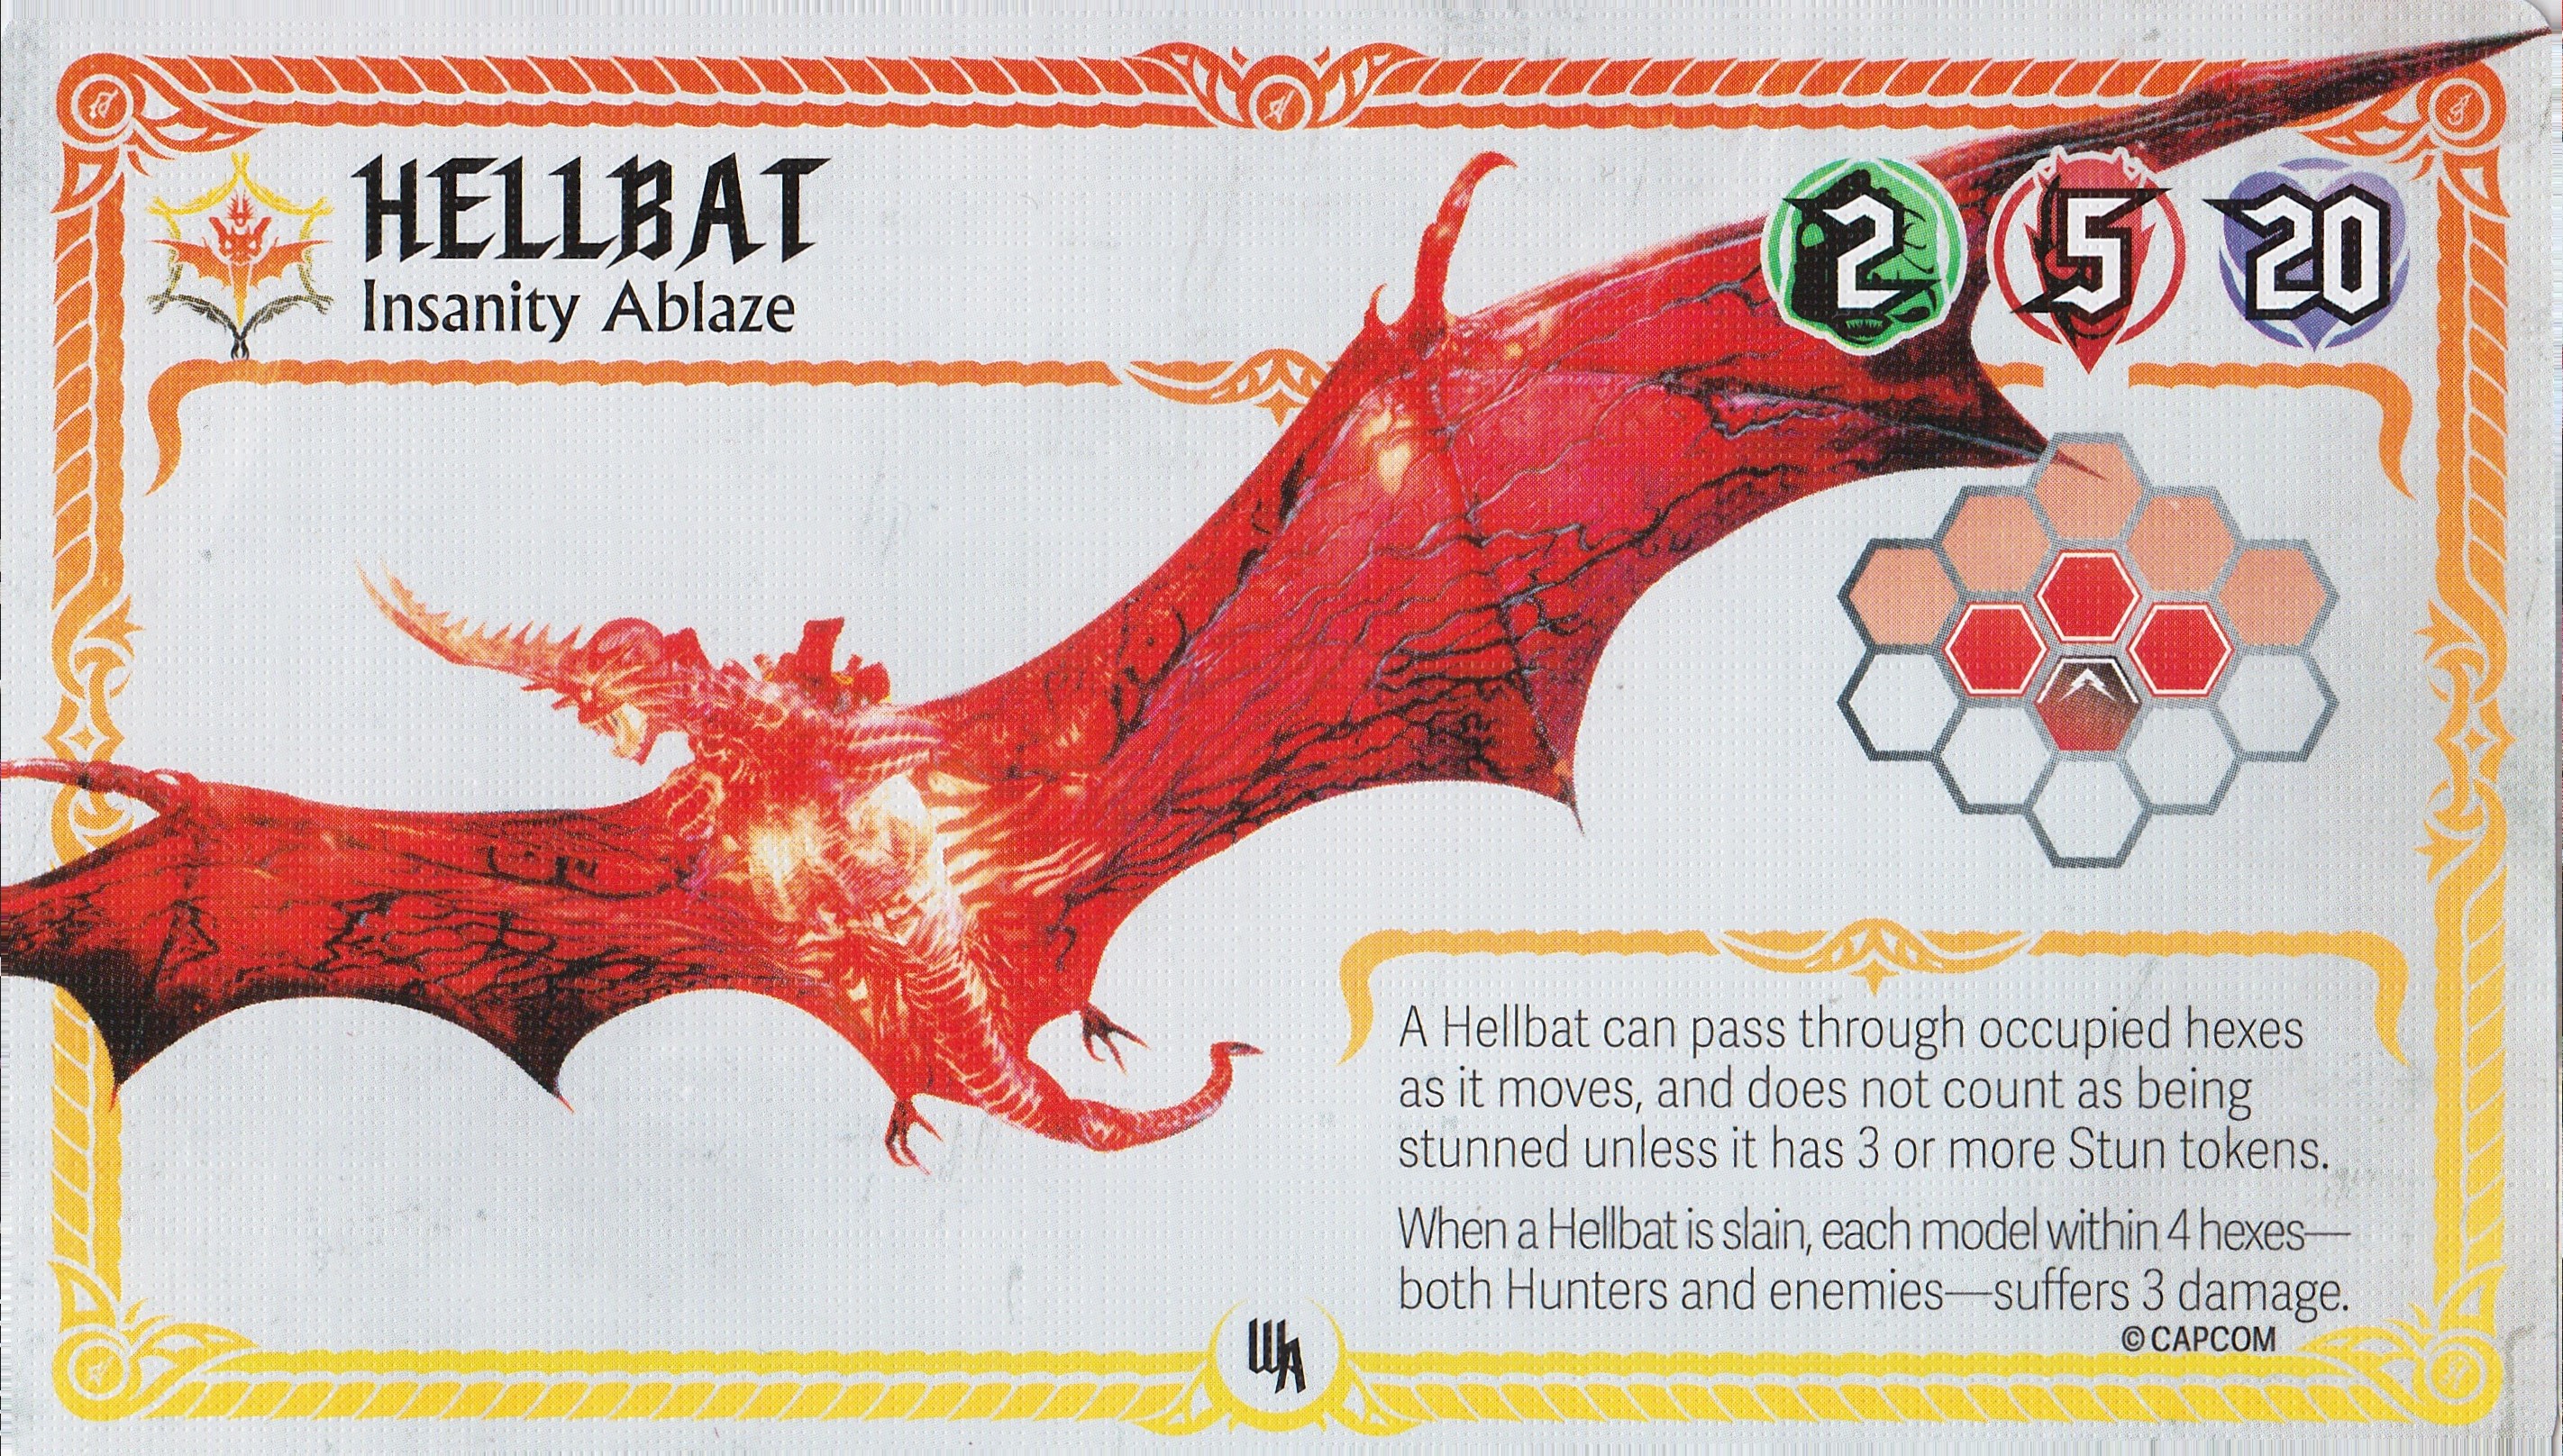 HELLBAT
Insanity Ablaze
2 5 20
A Hellbat can pass through occupied hexes
as it moves, and does not count as being
stunned unless it has 3 or more Stun tokens.
When a Hellbat is slain, each model within 4 hexes—
both Hunters and enemies—suffers 3 damage.
© CAPCOM
WA